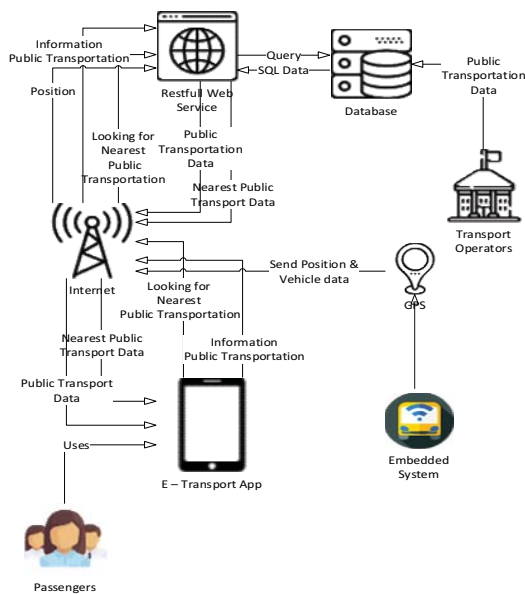 Information
Public Transportation
Position
Query
SQL Data
Restfull Web
Service
Database
Public
Transportation
Data
Looking for
Nearest
Public
Transportation
Public
Transportation
Data
Nearest Public
Transport Data
Transport
Operators
Internet
Send Position &
Vehicle data
GPS
Looking for
Nearest
Public Transportation
Nearest Public
Transport Data
Information
Public Transportation
Public Transport
Data
Uses
E – Transport App
Embedded
System
Passengers